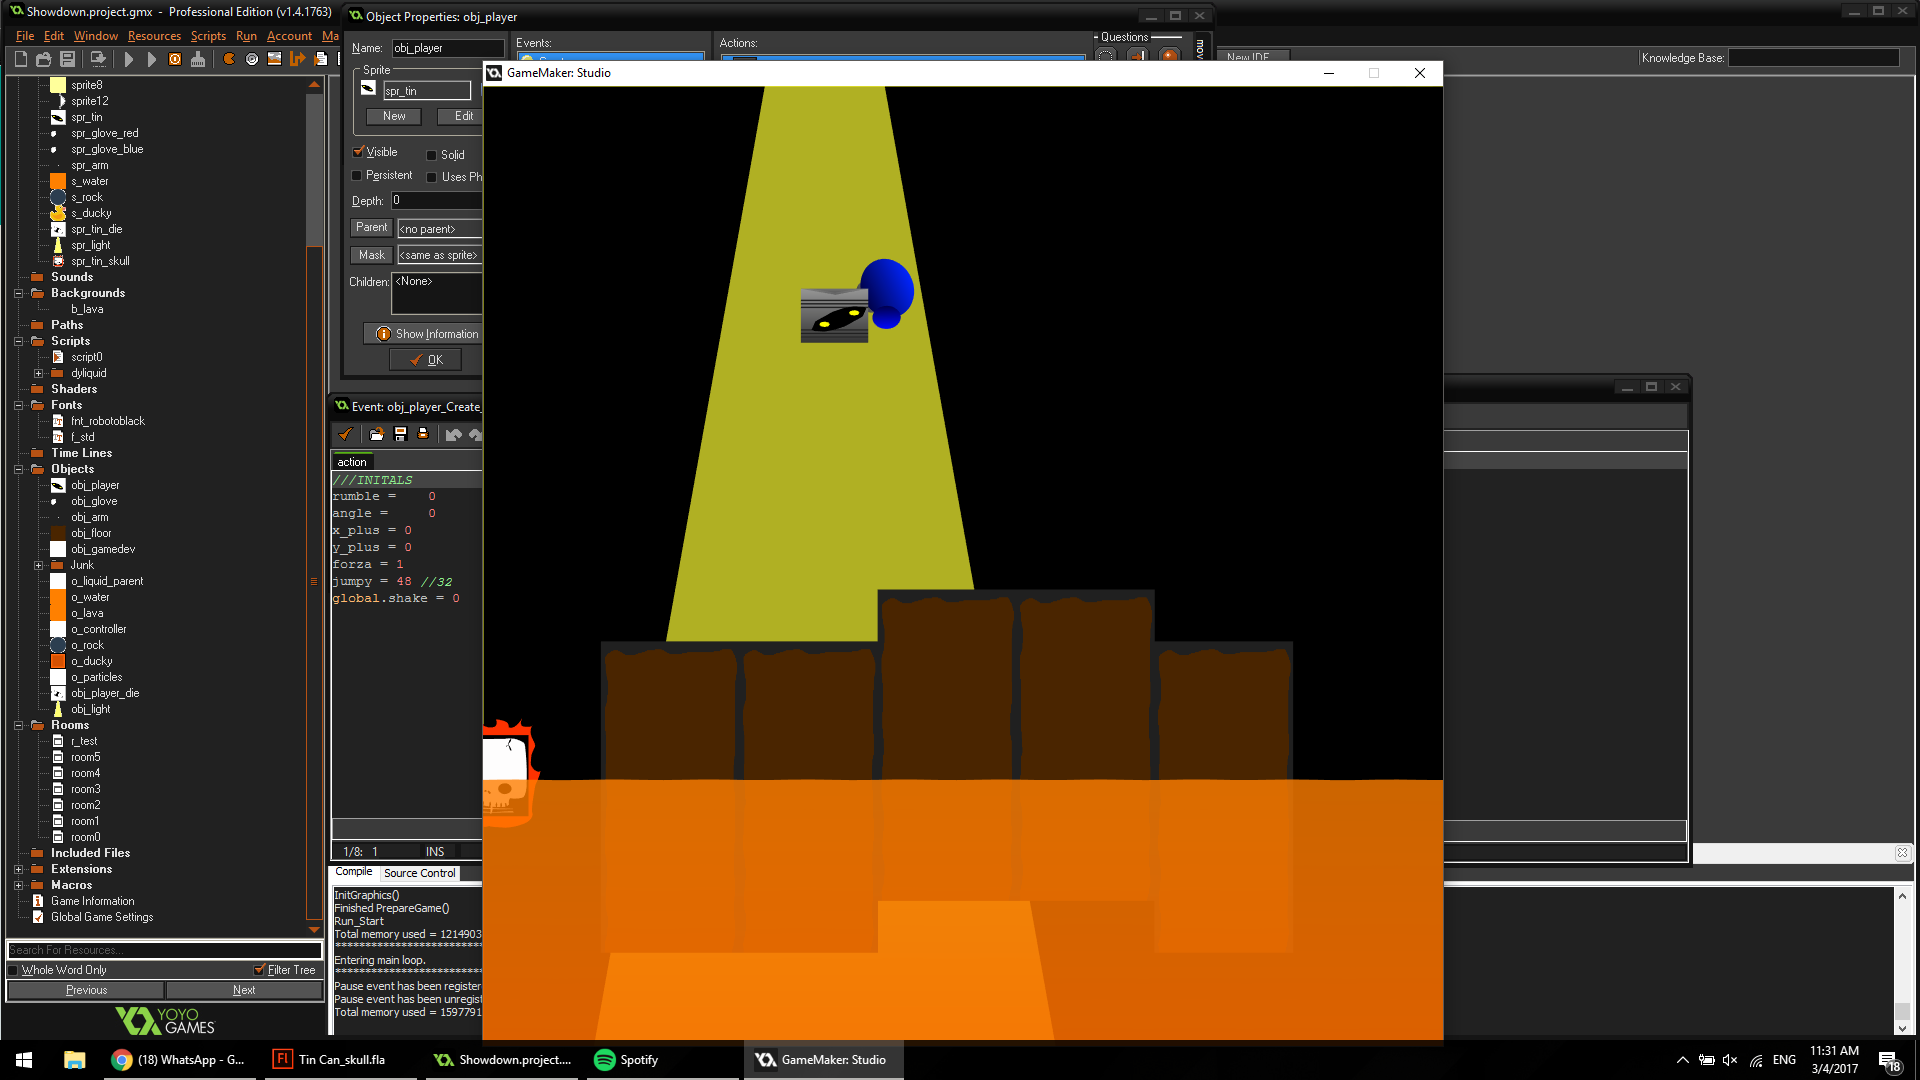 Showdown.project.gmx - Professional Edition (v1.4.1763)
File Edit Window Resources Scripts Run Account Ma
New IDE
Knowledge Base:
sprite8
sprite12
spr_tin
spr_glove_red
spr_glove_blue
spr_arm
s_water
s_rock
s_ducky
spr_tin_die
spr_light
spr_tin_skull
Sounds
Backgrounds
b_lava
Paths
Scripts
script0
dyliquid
Shaders
Fonts
fnt_robotoblack
f_std
Time Lines
Objects
obj_player
obj_glove
obj_arm
obj_floor
obj_gamedev
Junk
o_liquid_parent
o_water
o_lava
o_controller
o_rock
o_ducky
o_particles
obj_player_die
obj_light
Rooms
r_test
room5
room4
room3
room2
room1
room0
Included Files
Extensions
Macros
Game Information
Global Game Settings
Search For Resources...
Whole Word Only Filter Tree
Previous Next
YOYO
GAMES
Object Properties: obj_player
Name: obj_player
Events:
Actions:
Questions
Sprite
spr_tin
New Edit
Visible Solid
Persistent Uses Ph
Depth: 0
Parent <no parent>
Mask <same as sprite>
Children: <None>
Show Information
OK
Event: obj_player_Create_
action
///INITALS
rumble = 0
angle = 0
x_plus = 0
y_plus = 0
forza = 1
jumpy = 48 //32
global.shake = 0
1/8: 1 INS
Compile Source Control
InitGraphics()
Finished PrepareGame()
Run_Start
Total memory used = 1214903
Entering main loop.
Pause event has been register
Pause event has been unregist
Total memory used = 1597791
GameMaker: Studio
(18) WhatsApp - G...
Fl Tin Can_skull.fla
Showdown.project....
Spotify
GameMaker: Studio
ENG
11:31 AM
3/4/2017
18